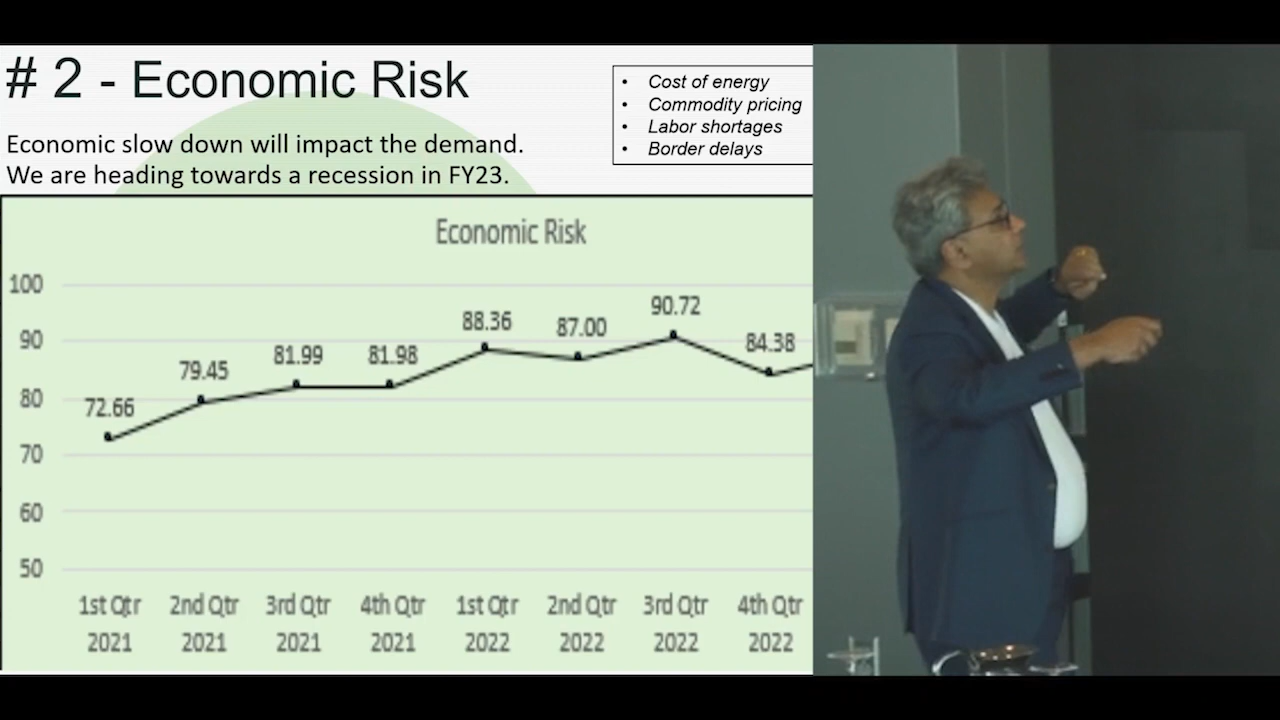 # 2 - Economic Risk
Economic slow down will impact the demand.
We are heading towards a recession in FY23.
• Cost of energy
• Commodity pricing
• Labor shortages
• Border delays
Economic Risk
100
90
80
70
60
50
72.66
79.45
81.99
81.98
88.36
87.00
90.72
84.38
1st Qtr 2nd Qtr 3rd Qtr 4th Qtr 1st Qtr 2nd Qtr 3rd Qtr 4th Qtr
2021 2021 2021 2021 2022 2022 2022 2022